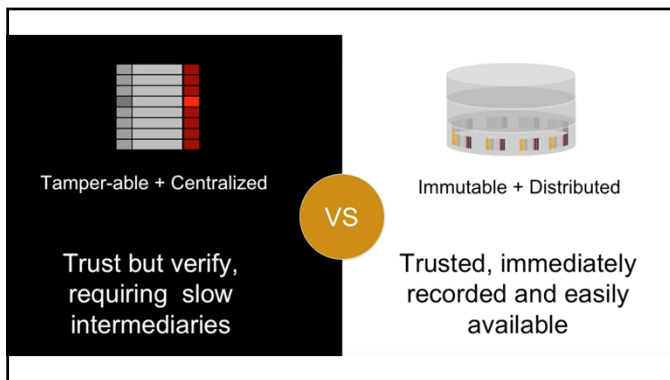 Tamper-able + Centralized
Trust but verify,
requiring slow
intermediaries
VS
Immutable + Distributed
Trusted, immediately
recorded and easily
available